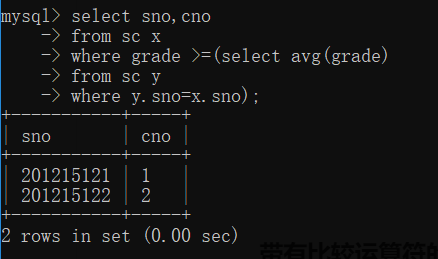 mysql> select sno,cno
    -> from sc x
    -> where grade >=(select avg(grade)
    -> from sc y
    -> where y.sno=x.sno);
+-----------+-----+
| sno       | cno |
+-----------+-----+
| 201215121 | 1   |
| 201215122 | 2   |
+-----------+-----+
2 rows in set (0.00 sec)
带有比较运算符的